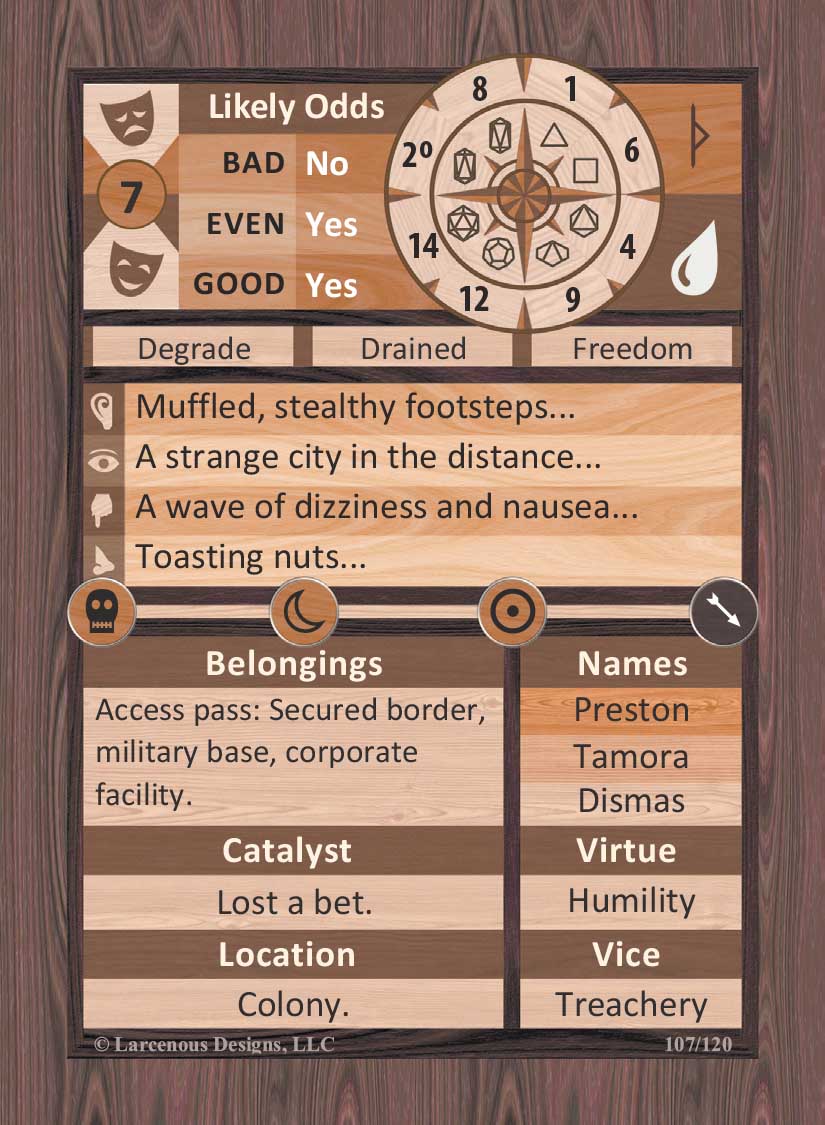 Likely Odds
7
BAD No
EVEN Yes
GOOD Yes
8 1
2º 6
14 4
12 9
ᚦ
Degrade Drained Freedom
Muffled, stealthy footsteps...
A strange city in the distance...
A wave of dizziness and nausea...
Toasting nuts...
Belongings
Access pass: Secured border,
military base, corporate
facility.
Names
Preston
Tamora
Dismas
Catalyst
Lost a bet.
Virtue
Humility
Location
Colony.
Vice
Treachery
© Larcenous Designs, LLC
107/120